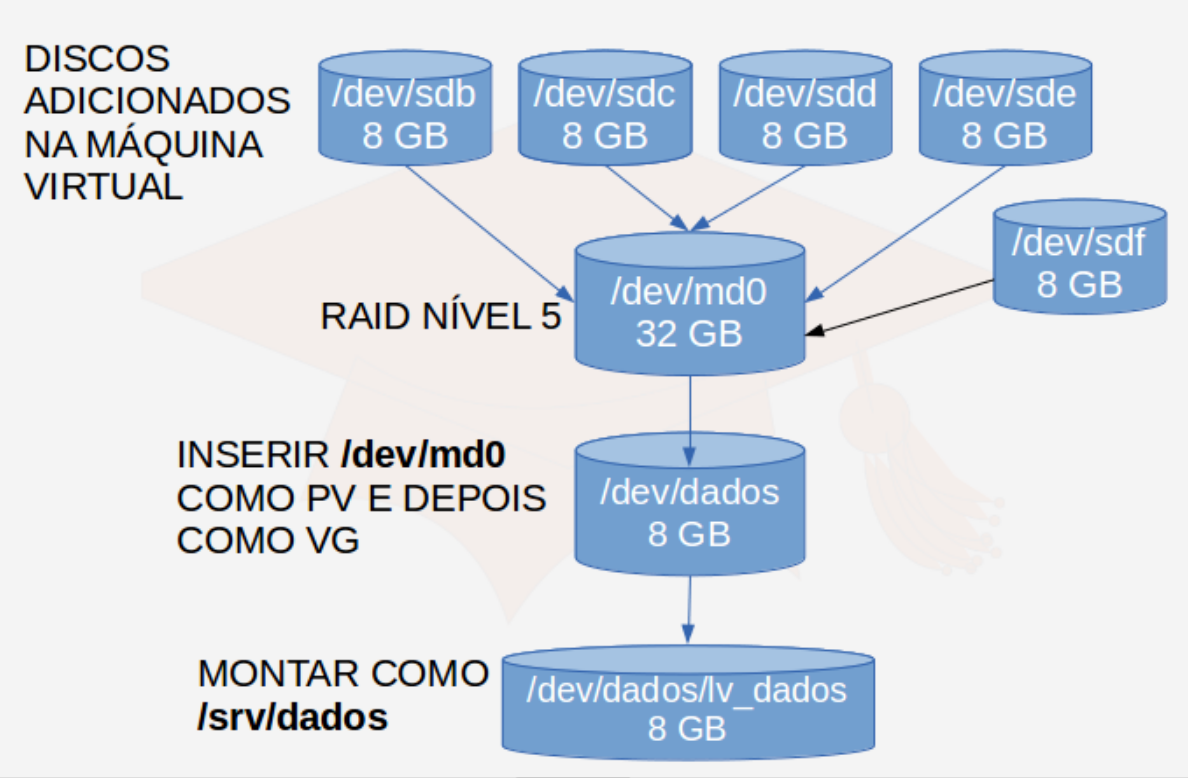 DISCOS
ADICIONADOS
NA MÁQUINA
VIRTUAL
/dev/sdb
8 GB
/dev/sdc
8 GB
/dev/sdd
8 GB
/dev/sde
8 GB
/dev/sdf
8 GB
RAID NÍVEL 5
/dev/md0
32 GB
INSERIR /dev/md0
COMO PV E DEPOIS
COMO VG
/dev/dados
8 GB
MONTAR COMO
/srv/dados
/dev/dados/lv_dados
8 GB